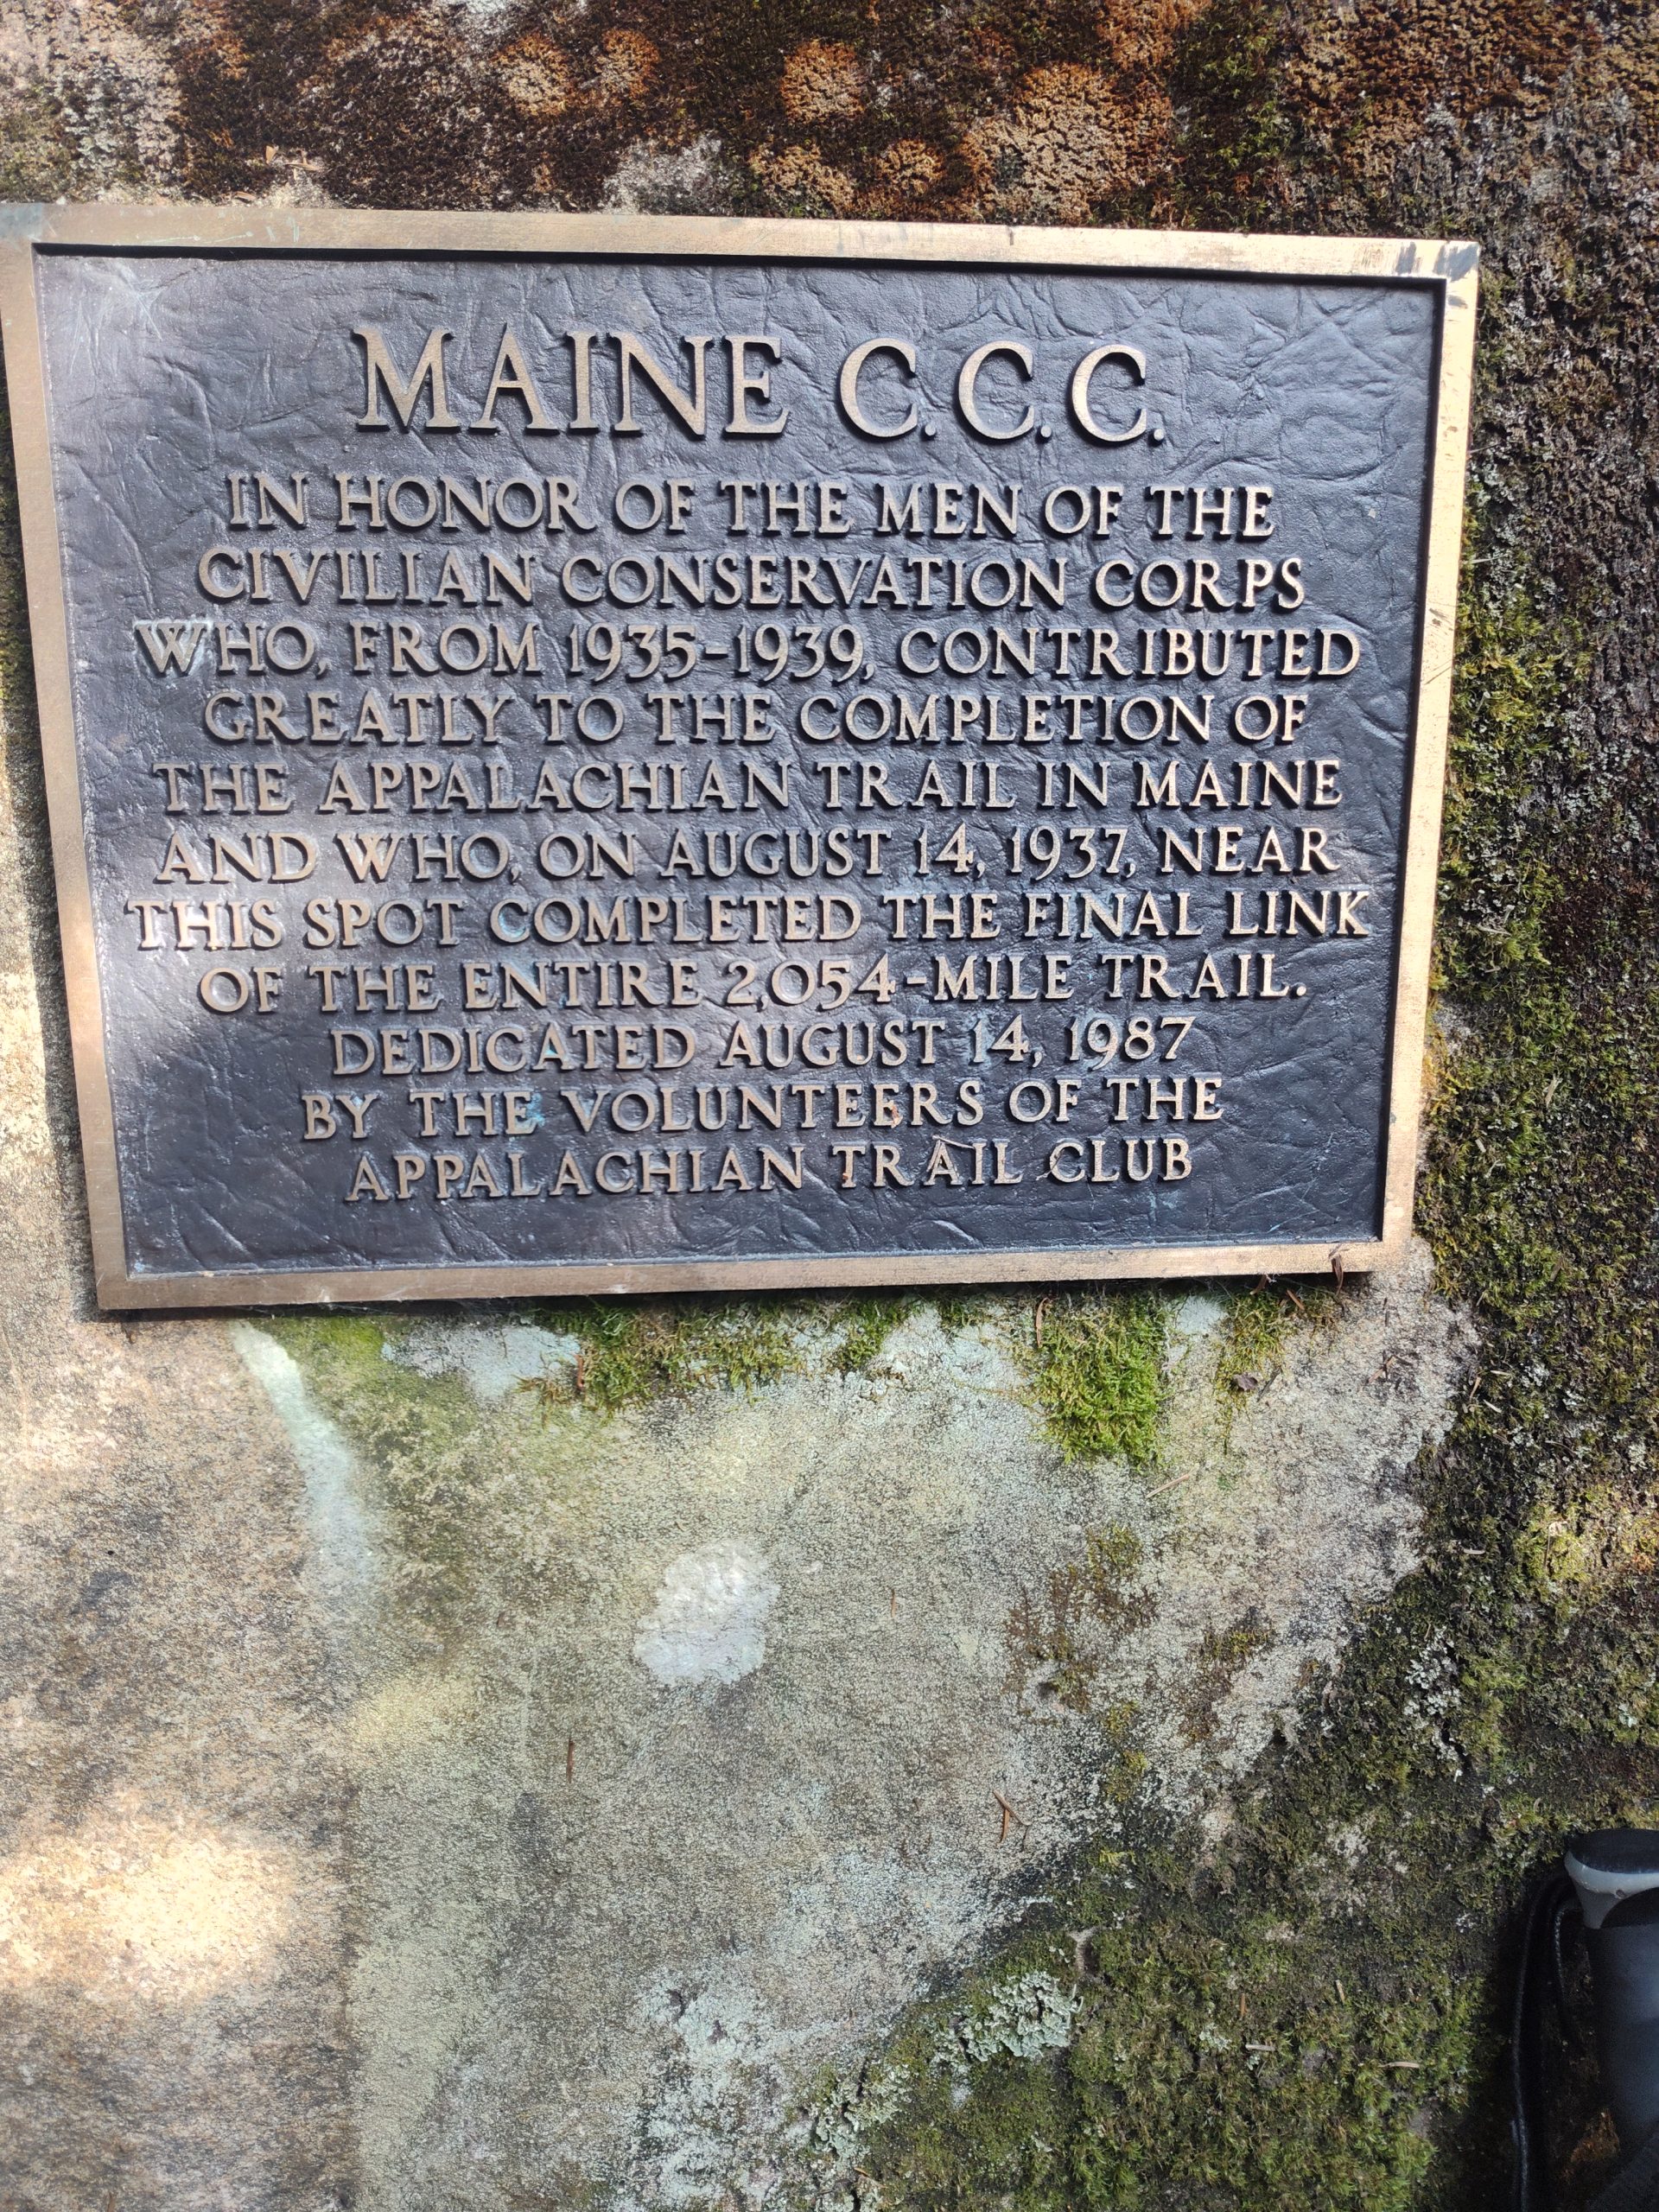 MAINE C.C.C.
IN HONOR OF THE MEN OF THE
CIVILIAN CONSERVATION CORPS
WHO, FROM 1935-1939, CONTRIBUTED
GREATLY TO THE COMPLETION OF
THE APPALACHIAN TRAIL IN MAINE
AND WHO, ON AUGUST 14, 1937, NEAR
THIS SPOT COMPLETED THE FINAL LINK
OF THE ENTIRE 2,054-MILE TRAIL.
DEDICATED AUGUST 14, 1987
BY THE VOLUNTEERS OF THE
APPALACHIAN TRAIL CLUB